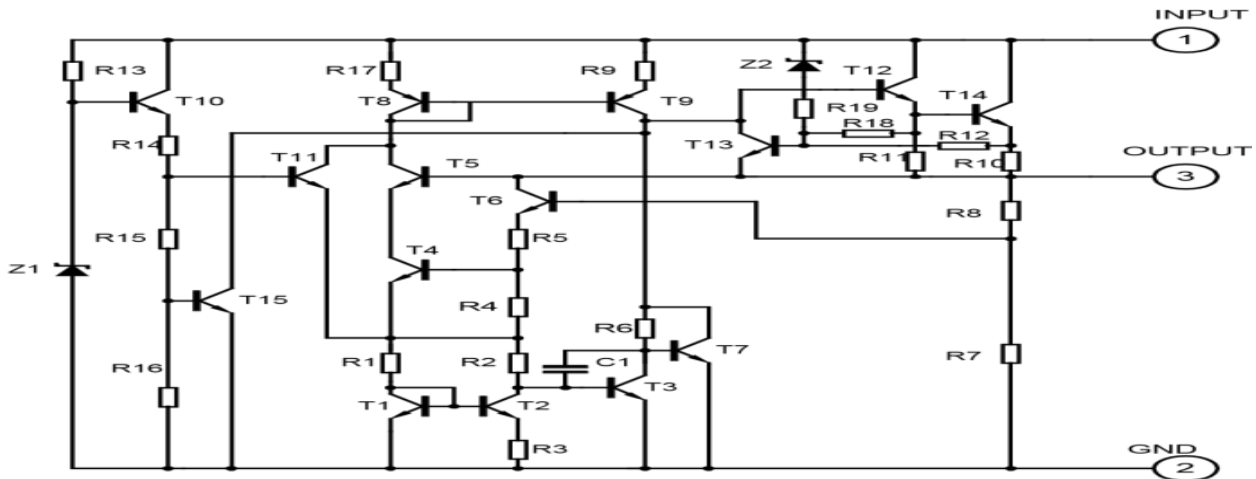 INPUT
1
R13
R17
R9
Z2
T12
T10
T8
T9
T14
R19
R18
R14
T13
R12
T11
R11
R10
OUTPUT
3
T5
T6
R8
R15
R5
Z1
T4
T15
R4
R6
R16
R1
R2
C1
T7
R7
T3
T1
T2
R3
GND
2